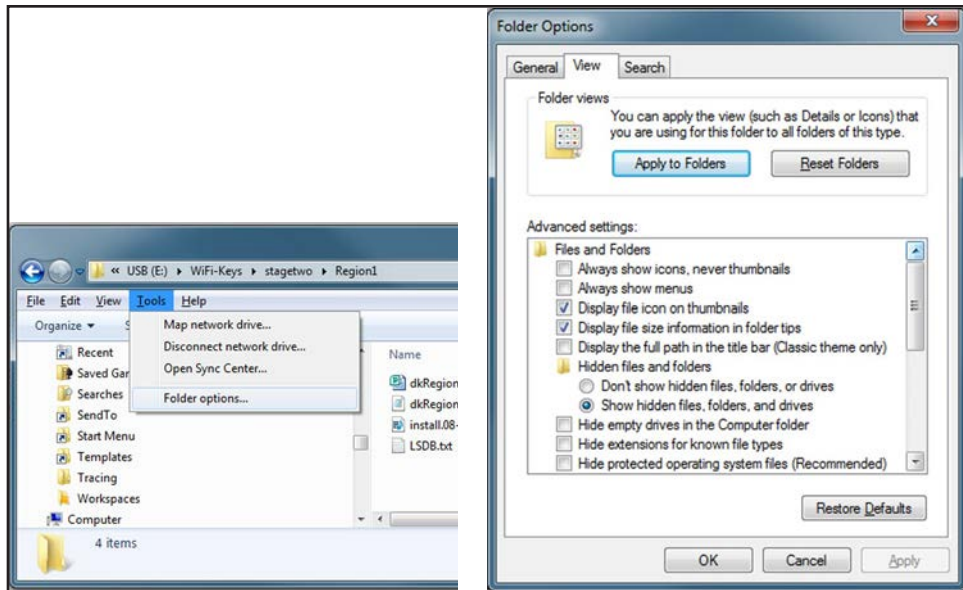 « USB (E:) ▸ WiFi-Keys ▸ stagetwo ▸ Region1
File Edit View Tools Help
Organize
Map network drive...
Disconnect network drive...
Open Sync Center...
Folder options...
Recent
Saved Gar
Searches
SendTo
Start Menu
Templates
Tracing
Workspaces
Computer
Name
dkRegion
dkRegion
install.08-
LSDB.txt
4 items
Folder Options
General View Search
Folder views
You can apply the view (such as Details or Icons) that
you are using for this folder to all folders of this type.
Apply to Folders Reset Folders
Advanced settings:
Files and Folders
Always show icons, never thumbnails
Always show menus
Display file icon on thumbnails
Display file size information in folder tips
Display the full path in the title bar (Classic theme only)
Hidden files and folders
Don't show hidden files, folders, or drives
Show hidden files, folders, and drives
Hide empty drives in the Computer folder
Hide extensions for known file types
Hide protected operating system files (Recommended)
Restore Defaults
OK Cancel Apply